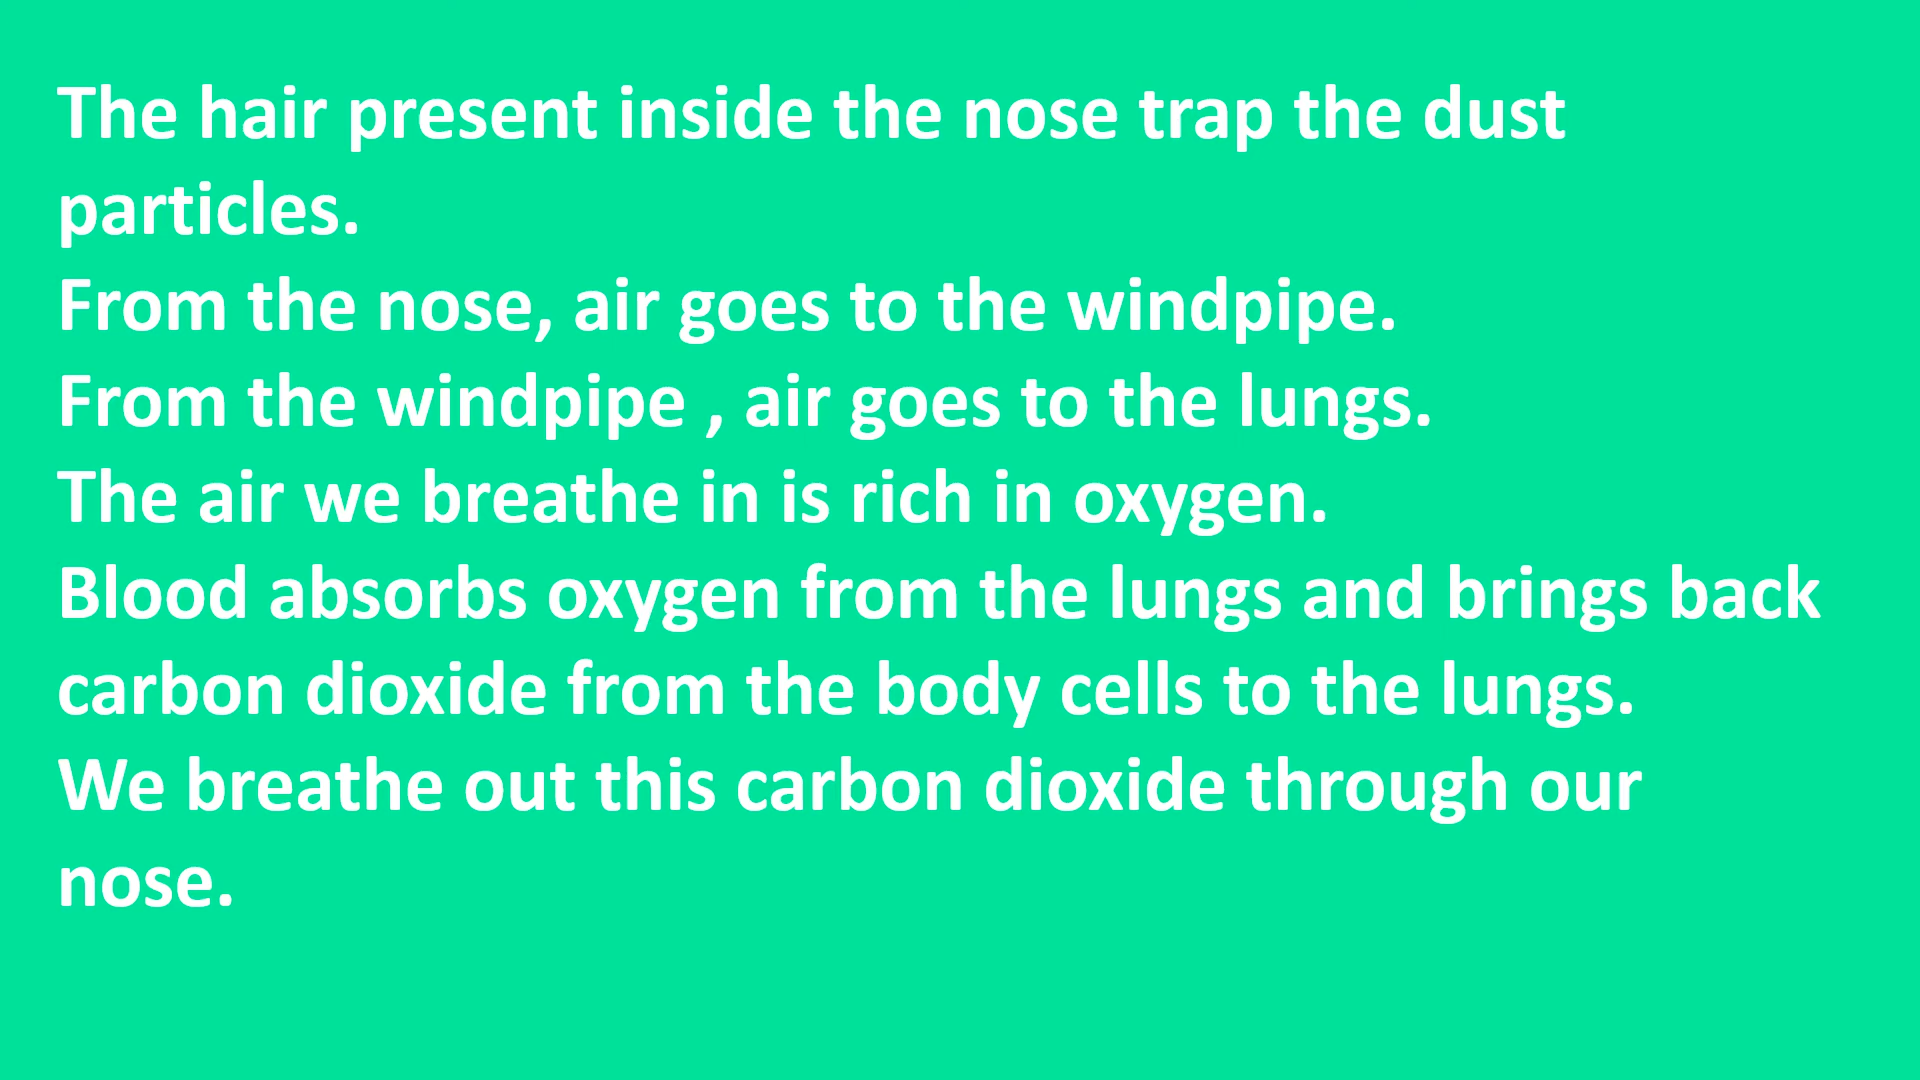 The hair present inside the nose trap the dust
particles.
From the nose, air goes to the windpipe.
From the windpipe , air goes to the lungs.
The air we breathe in is rich in oxygen.
Blood absorbs oxygen from the lungs and brings back
carbon dioxide from the body cells to the lungs.
We breathe out this carbon dioxide through our
nose.